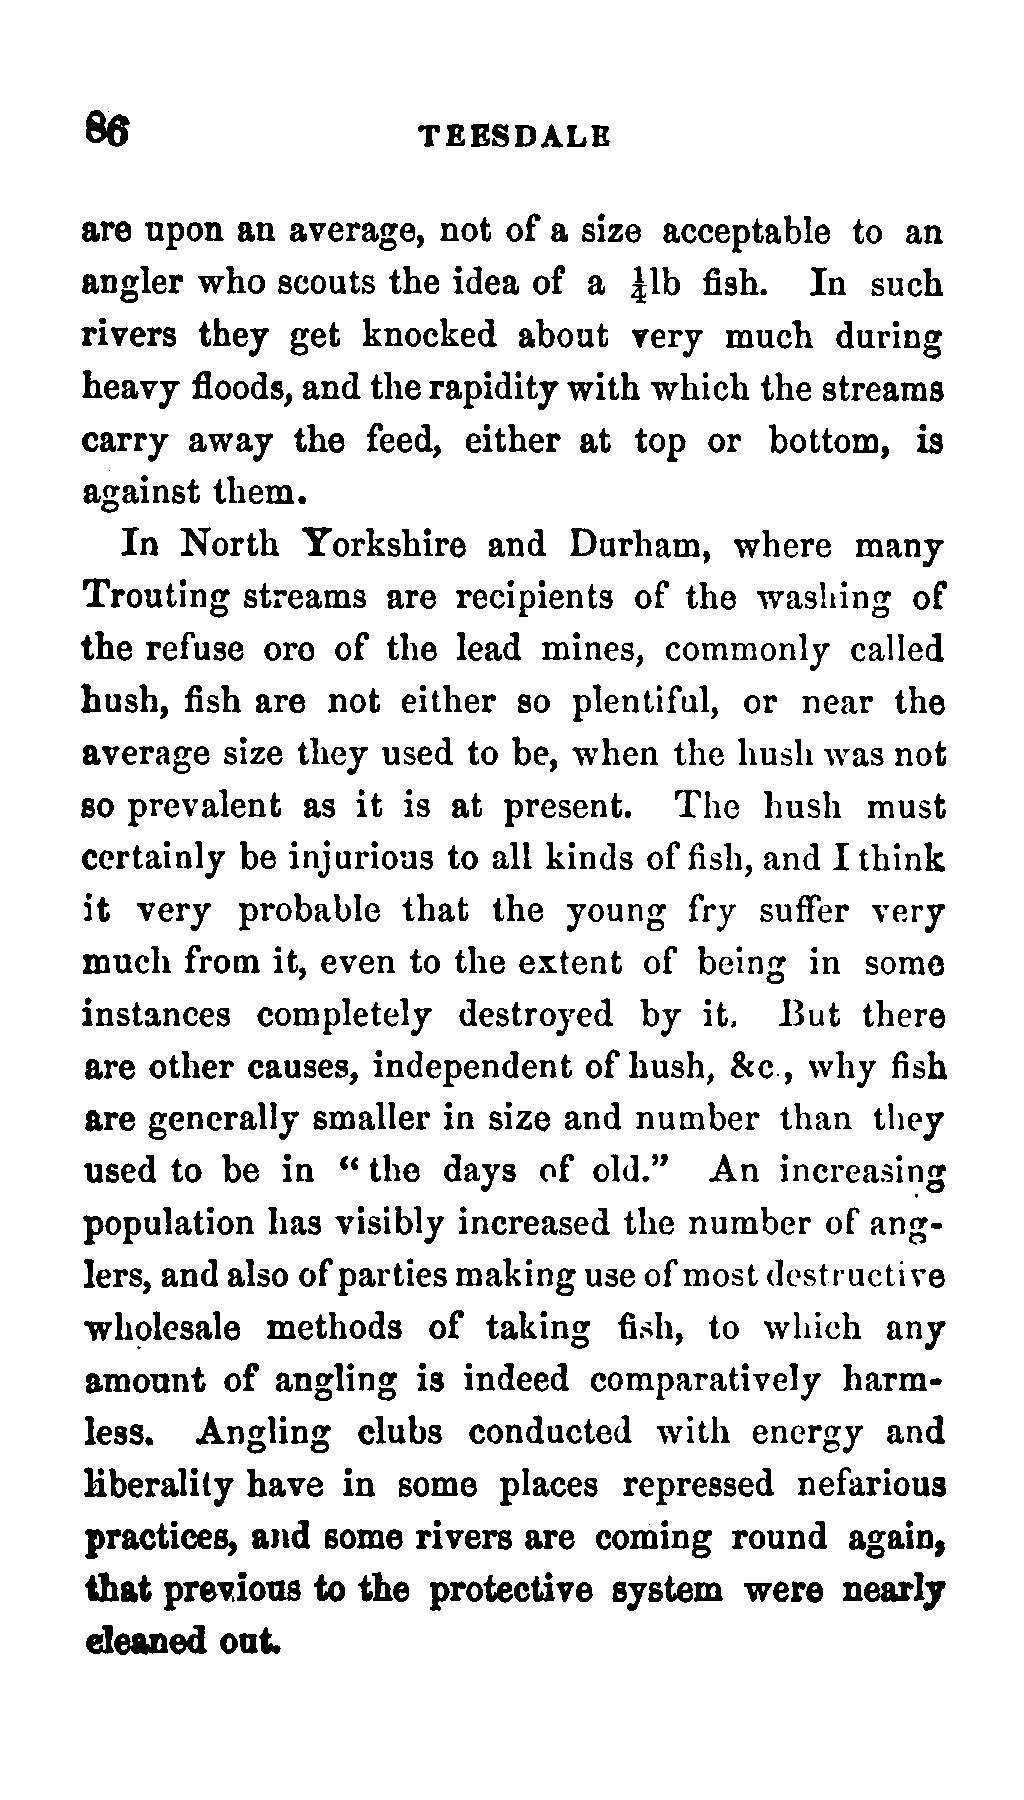 86 TEESDALE
are upon an average, not of a size acceptable to an
angler who scouts the idea of a ¼lb fish. In such
rivers they get knocked about very much during
heavy floods, and the rapidity with which the streams
carry away the feed, either at top or bottom, is
against them.
In North Yorkshire and Durham, where many
Trouting streams are recipients of the washing of
the refuse oro of the lead mines, commonly called
hush, fish are not either so plentiful, or near the
average size they used to be, when the hush was not
so prevalent as it is at present. The hush must
certainly be injurious to all kinds of fish, and I think
it very probable that the young fry suffer very
much from it, even to the extent of being in some
instances completely destroyed by it. But there
are other causes, independent of hush, &c., why fish
are generally smaller in size and number than they
used to be in “ the days of old.” An increasing
population has visibly increased the number of ang-
lers, and also of parties making use of most destructive
wholesale methods of taking fish, to which any
amount of angling is indeed comparatively harm-
less. Angling clubs conducted with energy and
liberality have in some places repressed nefarious
practices, and some rivers are coming round again,
that previous to the protective system were nearly
cleaned out.